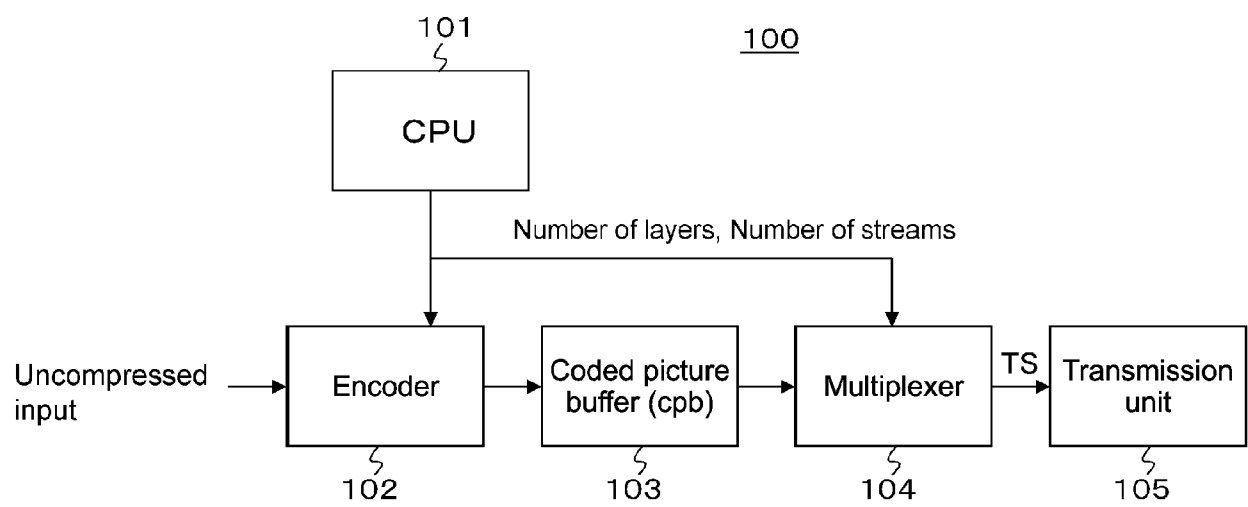 101
100
CPU
Number of layers, Number of streams
Uncompressed
input
Encoder
Coded picture
buffer (cpb)
Multiplexer
TS
Transmission
unit
102
103
104
105